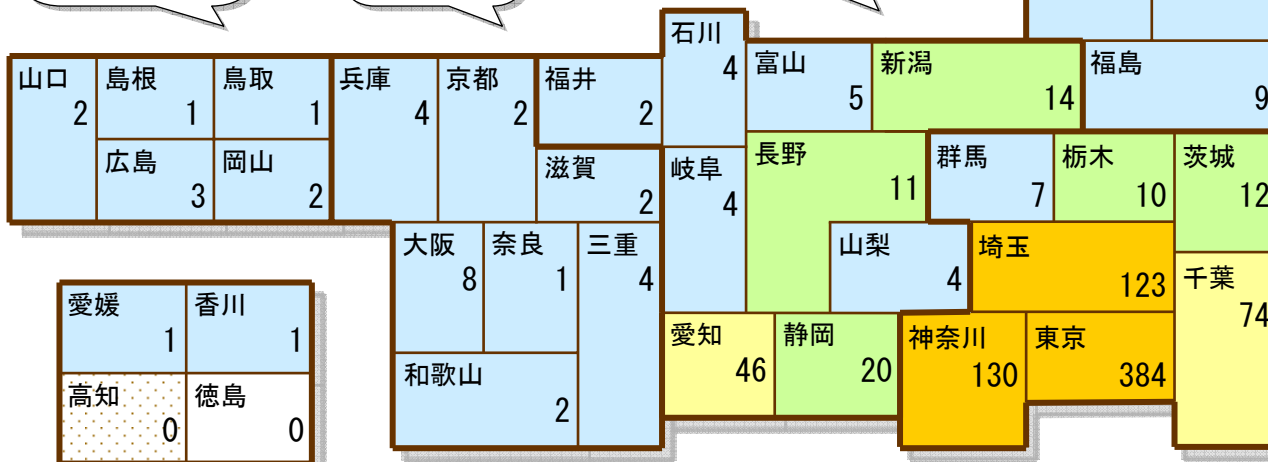 石川
4
富山
5
新潟
14
福島
9
山口
2
島根
1
鳥取
1
兵庫
4
京都
2
福井
2
広島
3
岡山
2
滋賀
2
岐阜
4
長野
11
群馬
7
栃木
10
茨城
12
大阪
8
奈良
1
三重
4
山梨
4
埼玉
123
千葉
74
愛媛
1
香川
1
愛知
46
静岡
20
神奈川
130
東京
384
和歌山
2
高知
0
徳島
0